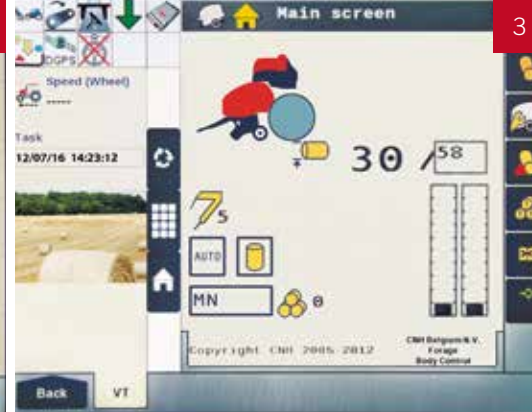 Main screen
3
DGPS
Speed (Wheel)
-----
Task
12/07/16 14:23:12
30 / 58
5
AUTO
MN
0
Copyright CNH 2005-2012
CNH Belgium N.V.
Forage
Body Control
Back
VT